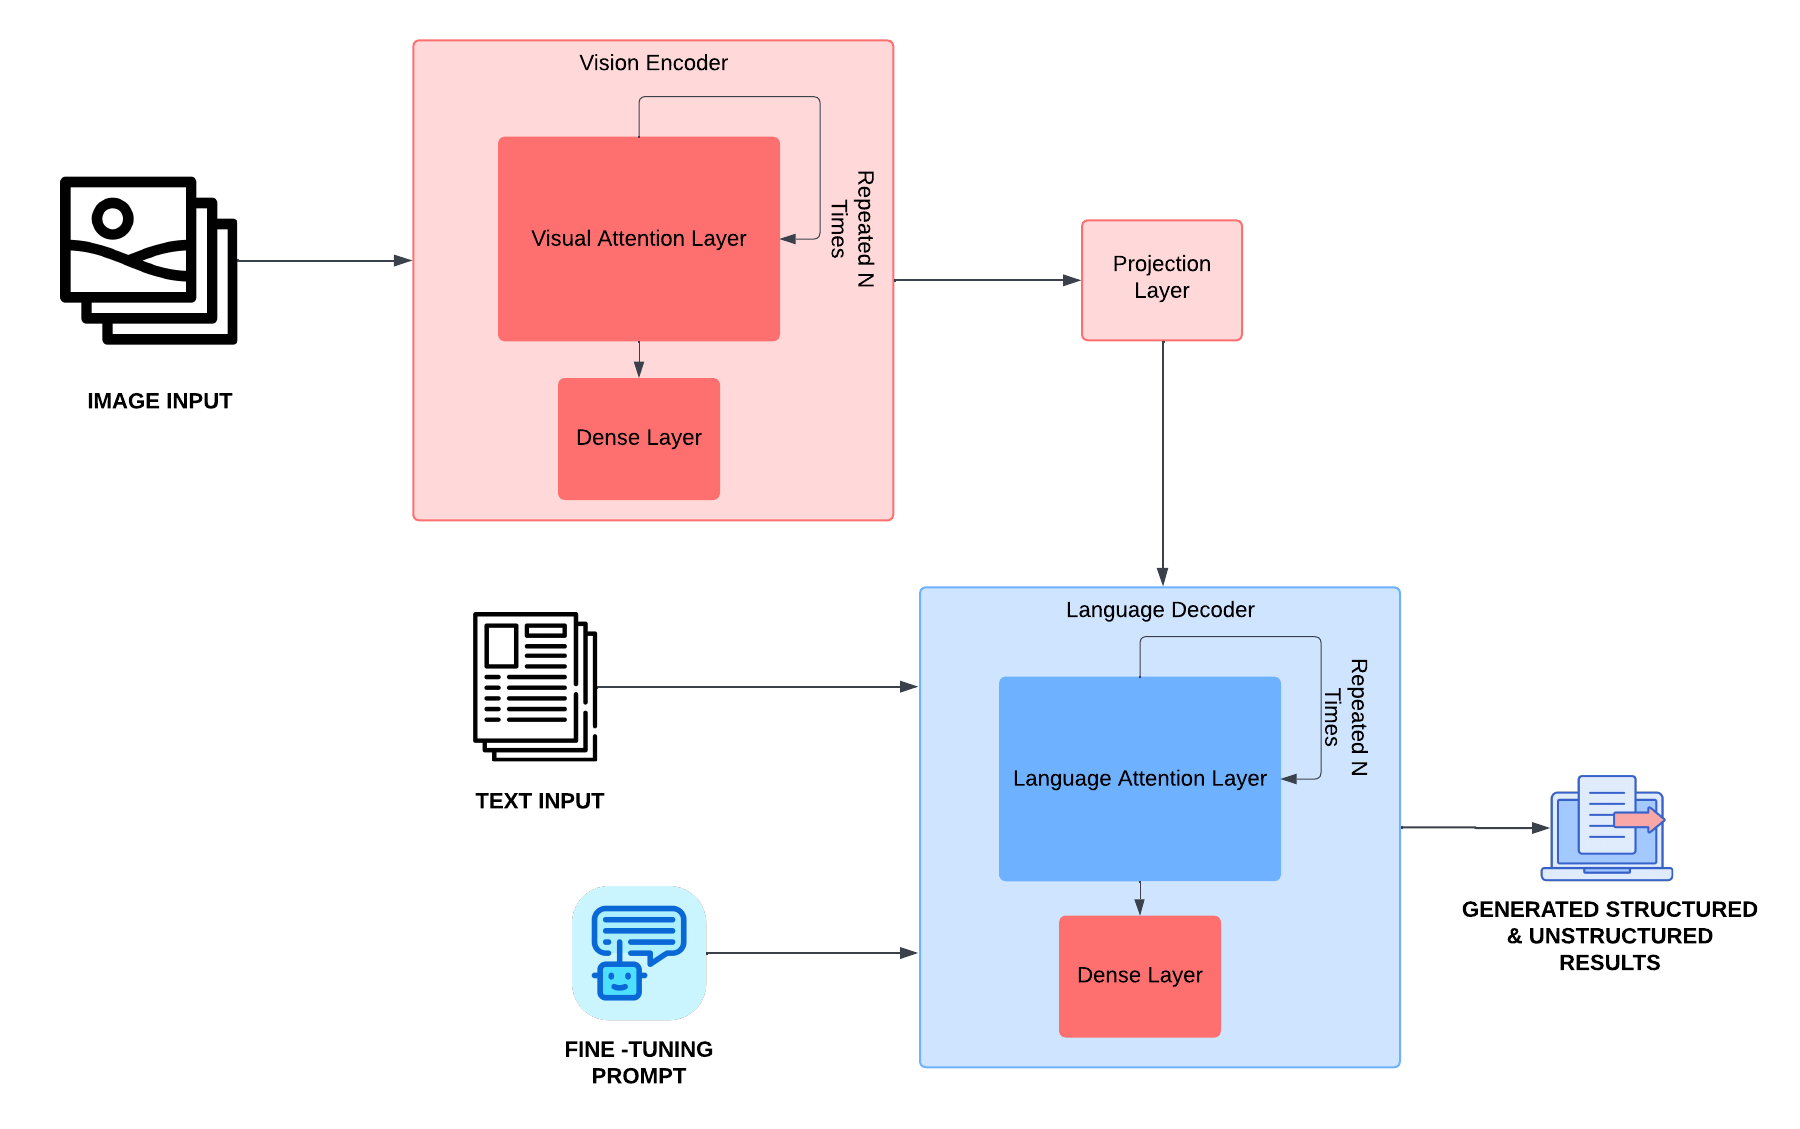 Vision Encoder
Visual Attention Layer
Repeated N
Times
Dense Layer
IMAGE INPUT
Projection
Layer
Language Decoder
Language Attention Layer
Repeated N
Times
Dense Layer
TEXT INPUT
FINE -TUNING
PROMPT
GENERATED STRUCTURED
& UNSTRUCTURED
RESULTS